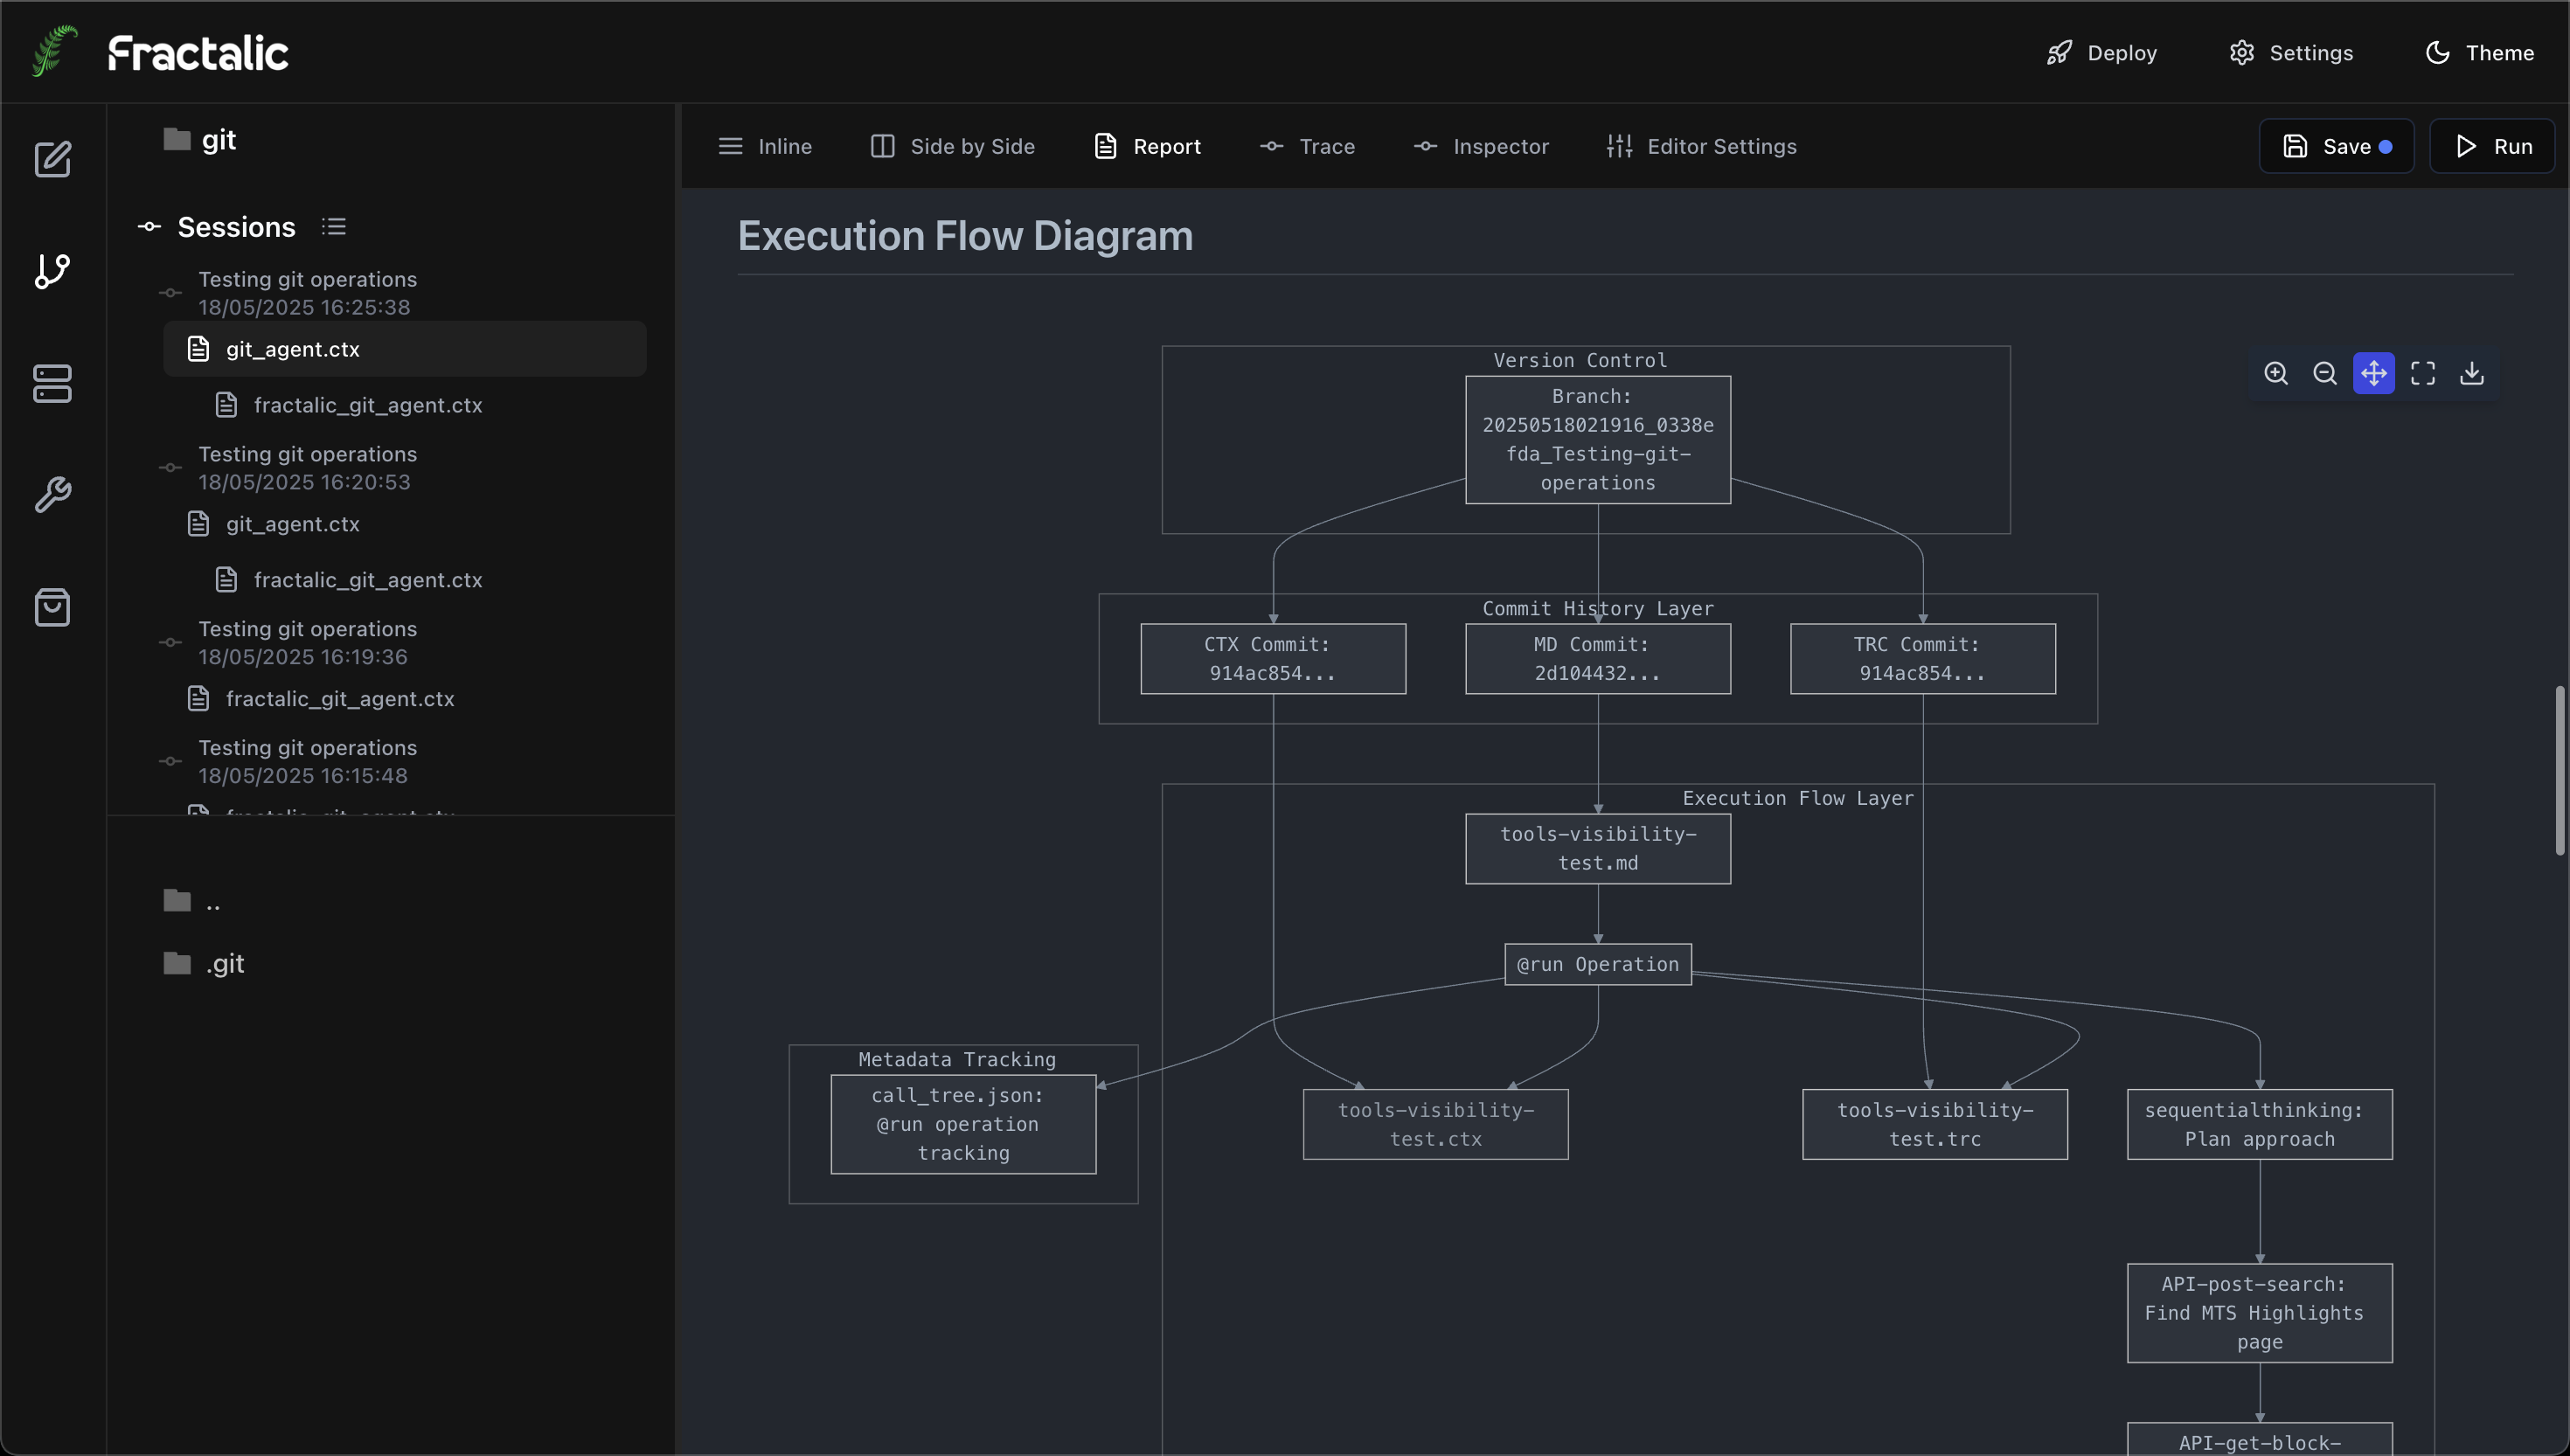 Fractalic
Deploy
Settings
Theme
git
Sessions
Testing git operations
18/05/2025 16:25:38
git_agent.ctx
fractalic_git_agent.ctx
Testing git operations
18/05/2025 16:20:53
git_agent.ctx
fractalic_git_agent.ctx
Testing git operations
18/05/2025 16:19:36
fractalic_git_agent.ctx
Testing git operations
18/05/2025 16:15:48
..
.git
Inline
Side by Side
Report
Trace
Inspector
Editor Settings
Save
Run
Execution Flow Diagram
Version Control
Branch:
20250518021916_0338e
fda_Testing-git-
operations
Commit History Layer
CTX Commit:
914ac854...
MD Commit:
2d104432...
TRC Commit:
914ac854...
Execution Flow Layer
tools-visibility-
test.md
@run Operation
Metadata Tracking
call_tree.json:
@run operation
tracking
tools-visibility-
test.ctx
tools-visibility-
test.trc
sequentialthinking:
Plan approach
API-post-search:
Find MTS Highlights
page
API-get-block-